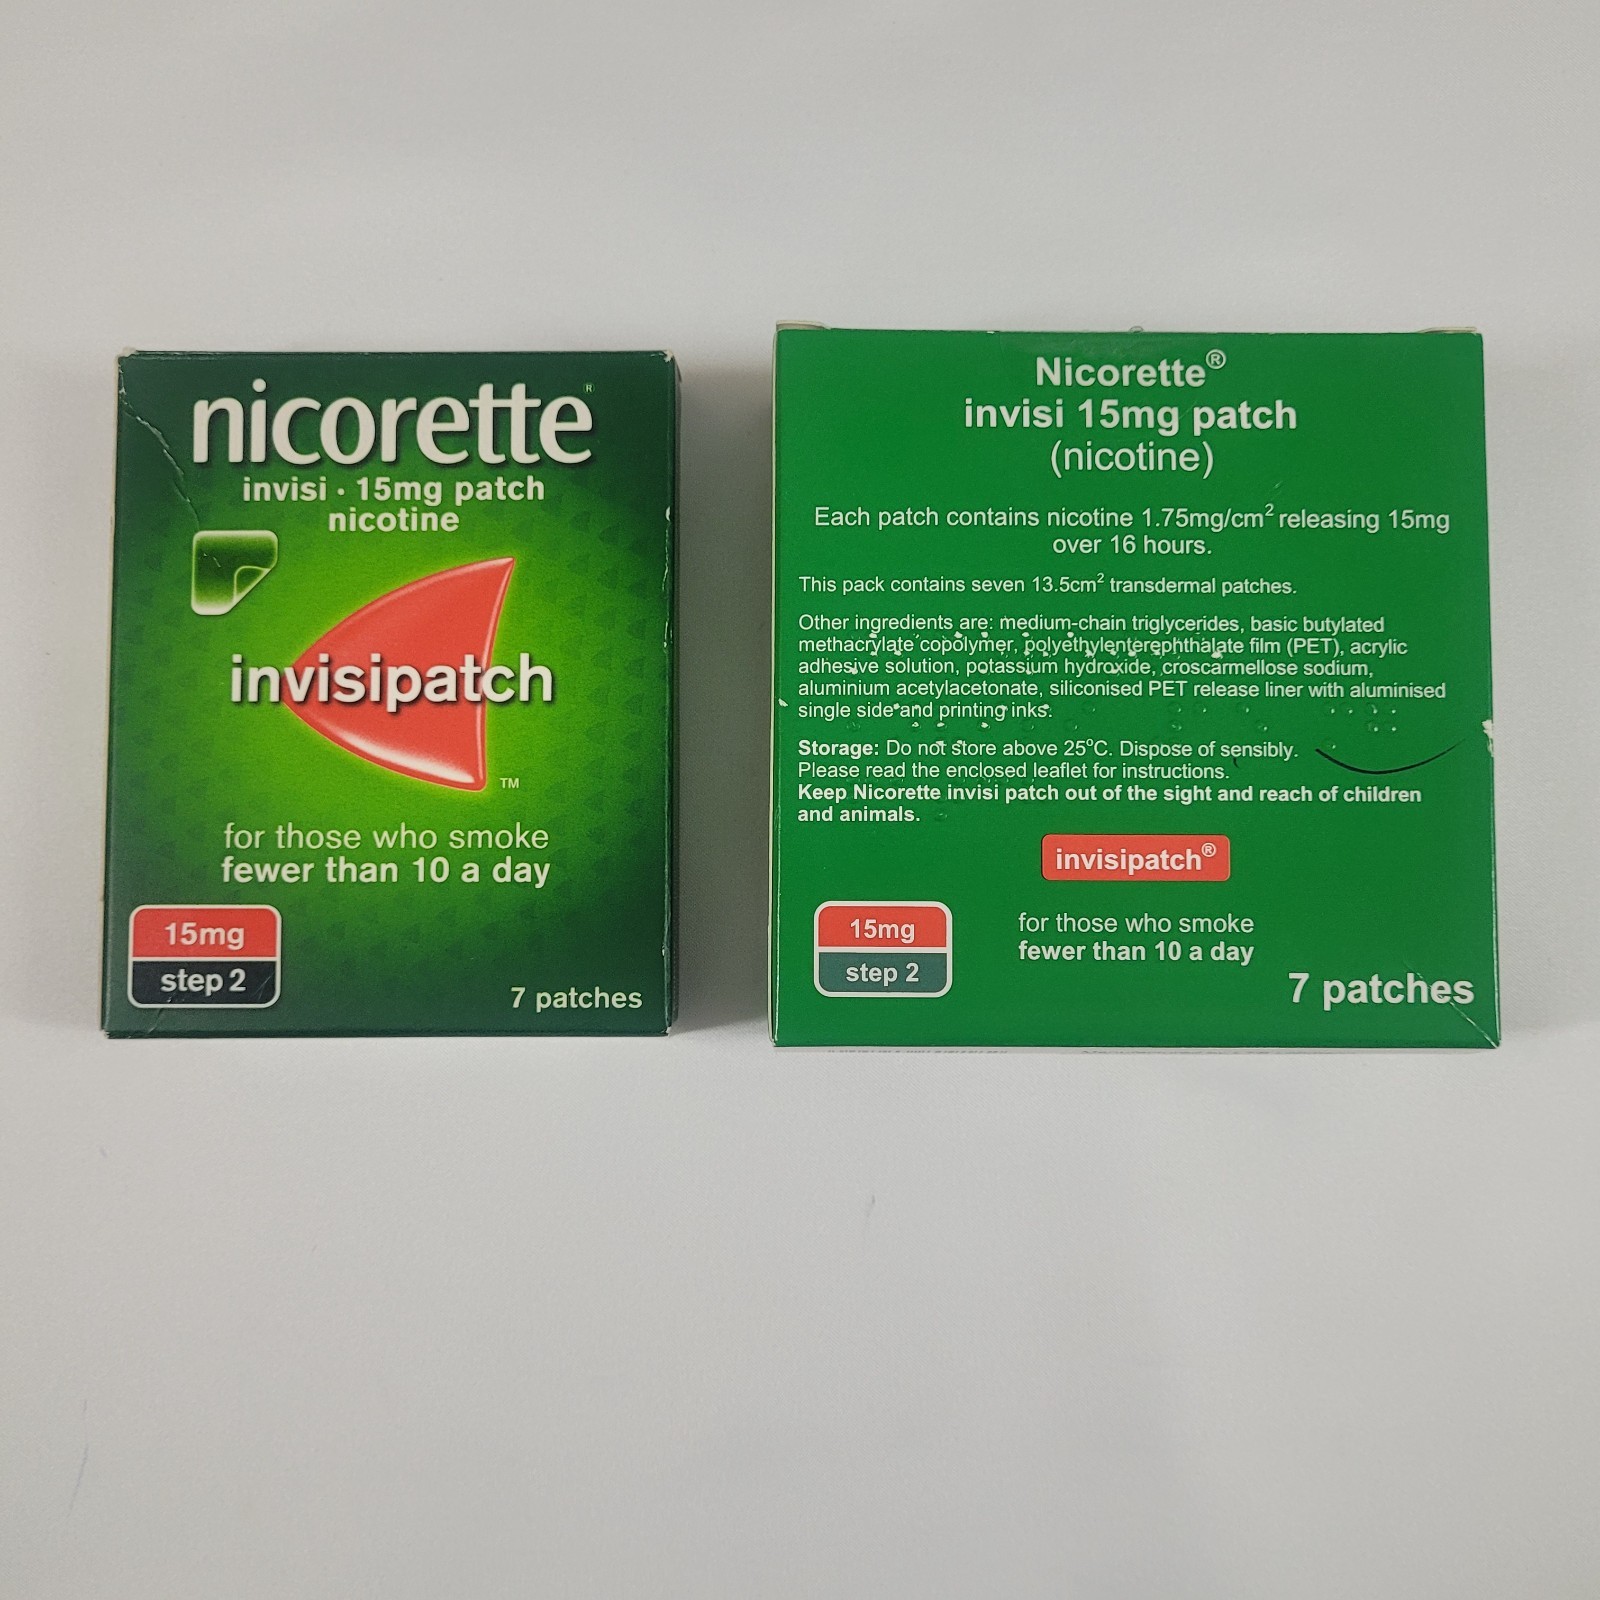 nicorette®
invisi · 15mg patch
nicotine
invisipatch
™
for those who smoke
fewer than 10 a day
15mg
step 2
7 patches
Nicorette®
invisi 15mg patch
(nicotine)
Each patch contains nicotine 1.75mg/cm² releasing 15mg
over 16 hours.
This pack contains seven 13.5cm² transdermal patches.
Other ingredients are: medium-chain triglycerides, basic butylated
methacrylate copolymer, polyethylenterephthalate film (PET), acrylic
adhesive solution, potassium hydroxide, croscarmellose sodium,
aluminium acetylacetonate, siliconised PET release liner with aluminised
single side and printing inks.
Storage: Do not store above 25°C. Dispose of sensibly.
Please read the enclosed leaflet for instructions.
Keep Nicorette invisi patch out of the sight and reach of children
and animals.
invisipatch®
15mg
step 2
for those who smoke
fewer than 10 a day
7 patches